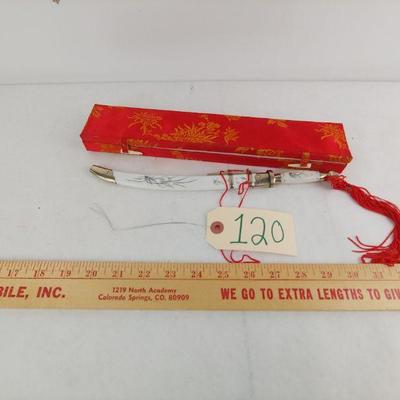 120
17 18 19 20 21 22 23 24 25 26 27 28 29 30 31
BILE, INC.
1219 North Academy
Colorado Springs, CO. 80909
WE GO TO EXTRA LENGTHS TO GIV